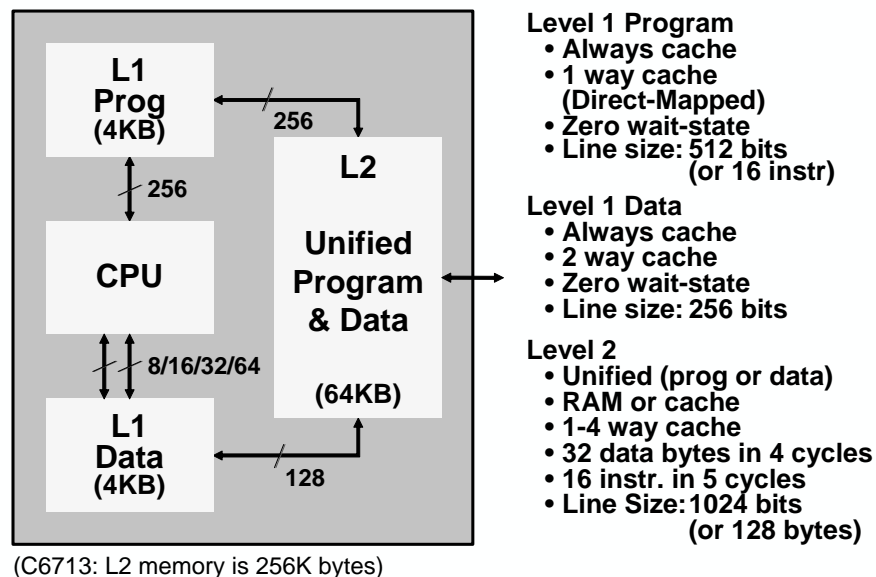 L1
Prog
(4KB)
256
256
CPU
8/16/32/64
L1
Data
(4KB)
128
L2
Unified
Program
& Data
(64KB)
(C6713: L2 memory is 256K bytes)
Level 1 Program
• Always cache
• 1 way cache
(Direct-Mapped)
• Zero wait-state
• Line size: 512 bits
(or 16 instr)
Level 1 Data
• Always cache
• 2 way cache
• Zero wait-state
• Line size: 256 bits
Level 2
• Unified (prog or data)
• RAM or cache
• 1-4 way cache
• 32 data bytes in 4 cycles
• 16 instr. in 5 cycles
• Line Size: 1024 bits
(or 128 bytes)